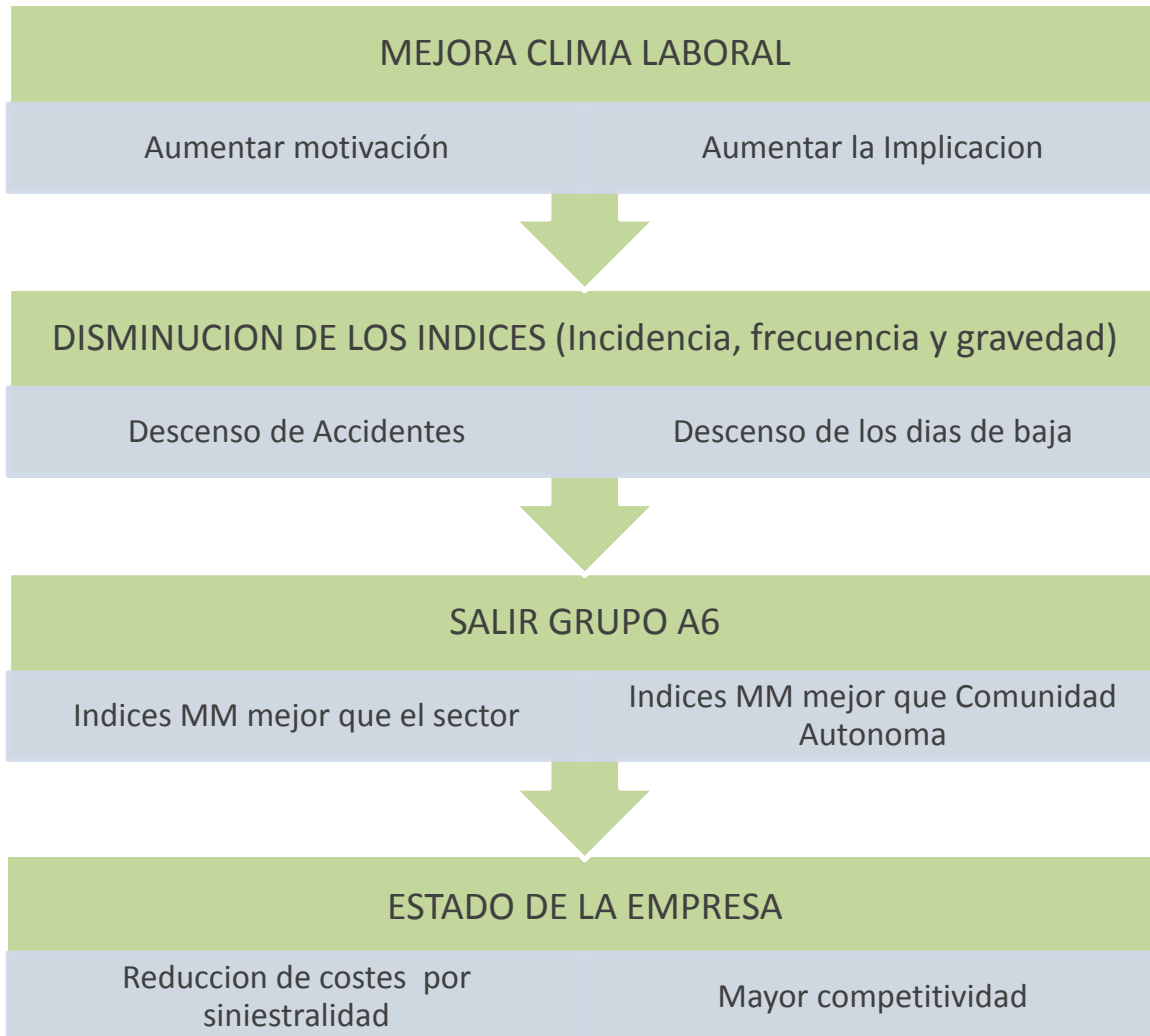 MEJORA CLIMA LABORAL
Aumentar motivación
Aumentar la Implicacion
DISMINUCION DE LOS INDICES (Incidencia, frecuencia y gravedad)
Descenso de Accidentes
Descenso de los dias de baja
SALIR GRUPO A6
Indices MM mejor que el sector
Indices MM mejor que Comunidad
Autonoma
ESTADO DE LA EMPRESA
Reduccion de costes por
siniestralidad
Mayor competitividad